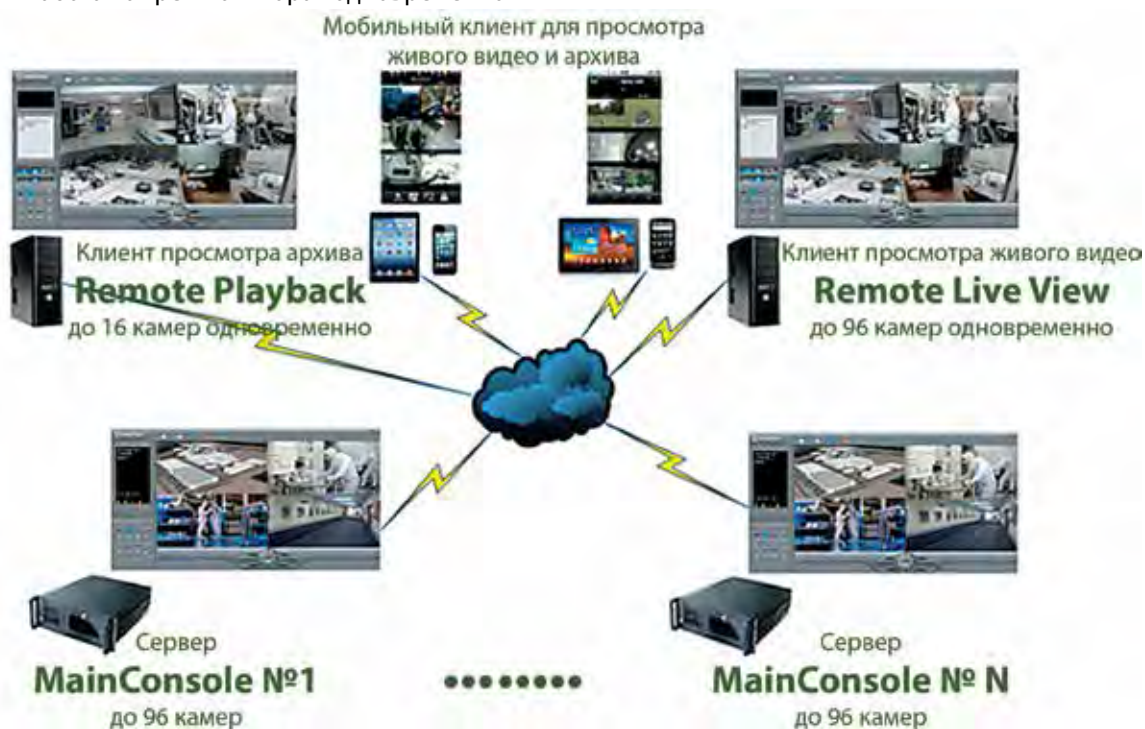 Мобильный клиент для просмотра
живого видео и архива
Клиент просмотра архива
Remote Playback
до 16 камер одновременно
Клиент просмотра живого видео
Remote Live View
до 96 камер одновременно
Сервер
MainConsole №1
до 96 камер
Сервер
MainConsole № N
до 96 камер